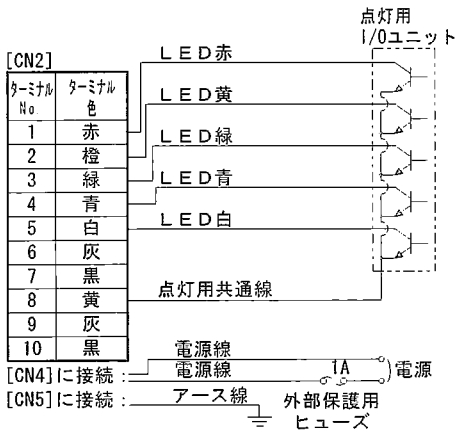 点灯用
I/Oユニット
[CN2]
ターミナル No.
ターミナル 色
1 赤
2 橙
3 緑
4 青
5 白
6 灰
7 黒
8 黄
9 灰
10 黒
LED赤
LED黄
LED緑
LED青
LED白
点灯用共通線
電源線
[CN4]に接続:
電源線
1A
電源
[CN5]に接続:
アース線
外部保護用
ヒューズ